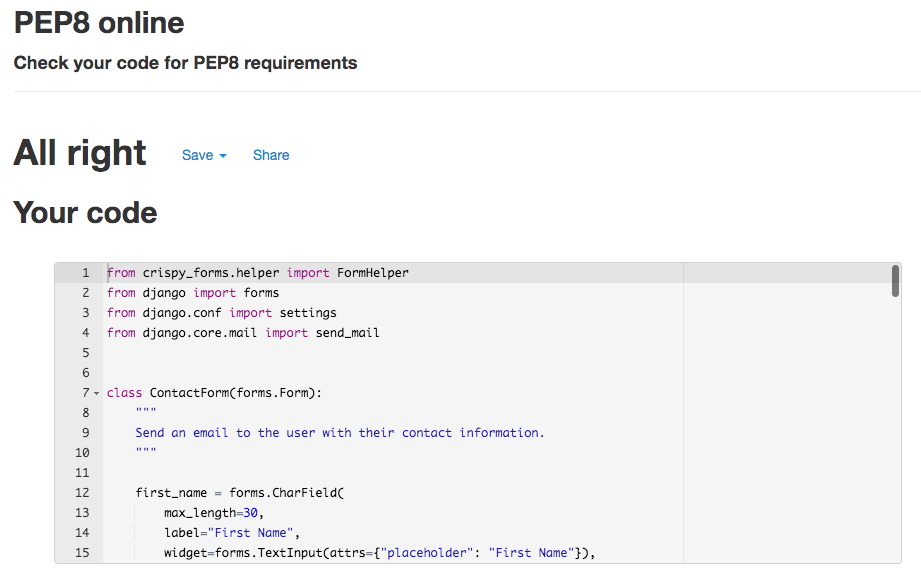 PEP8 online
Check your code for PEP8 requirements
All right Save Share
Your code
1 from crispy_forms.helper import FormHelper
2 from django import forms
3 from django.conf import settings
4 from django.core.mail import send_mail
5
6
7 class ContactForm(forms.Form):
8     """
9     Send an email to the user with their contact information.
10     """
11
12     first_name = forms.CharField(
13         max_length=30,
14         label="First Name",
15         widget=forms.TextInput(attrs={"placeholder": "First Name"}),